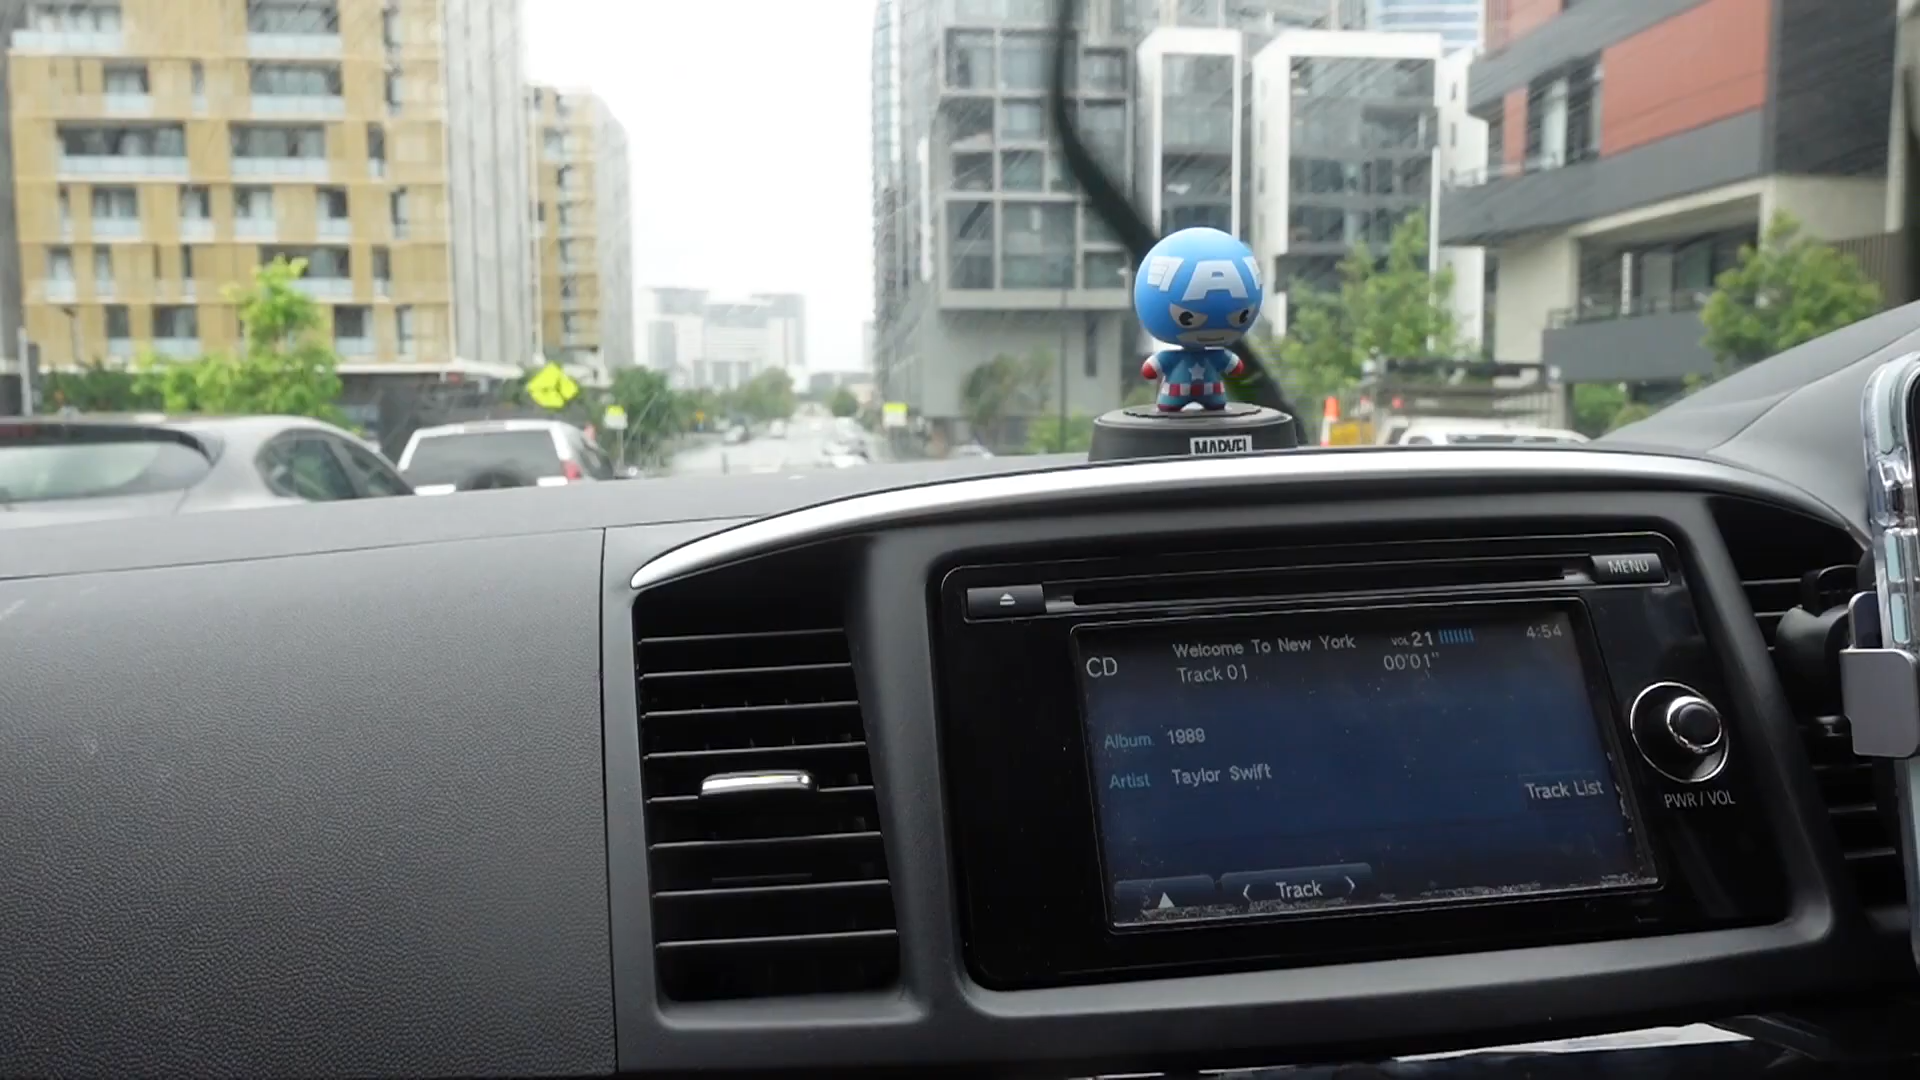 A
MARVEL
MENU
CD
Welcome To New York
VOL 21
4:54
Track 01
00'01"
Album 1989
Artist Taylor Swift
Track List
Track
PWR / VOL